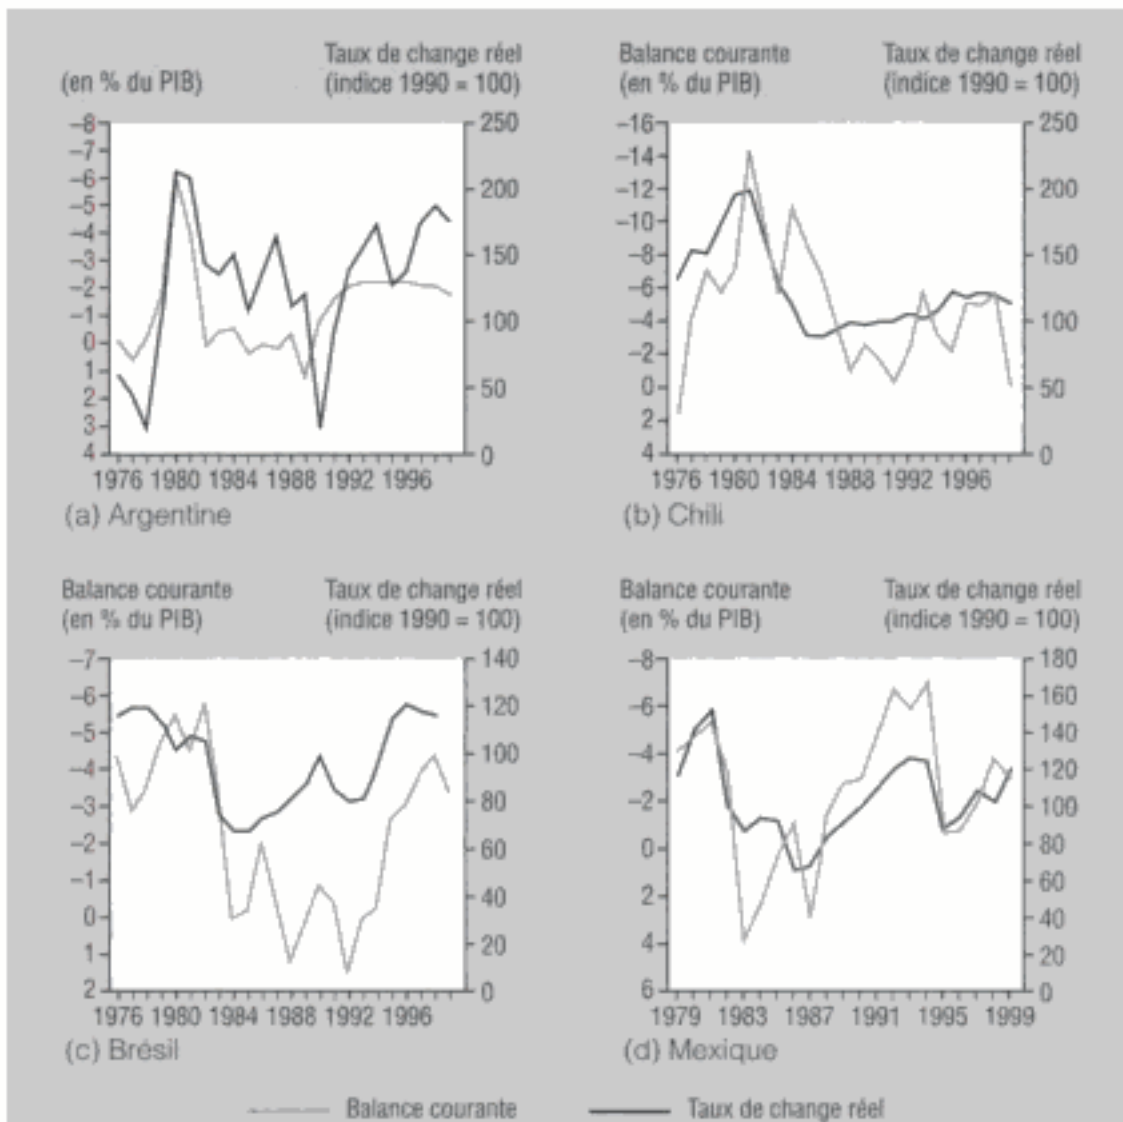 (en % du PIB)
Taux de change réel
(indice 1990 = 100)
-8
-7
-6
-5
-4
-3
-2
-1
0
1
2
3
4
250
200
150
100
50
0
1976 1980 1984 1988 1992 1996
(a) Argentine
Balance courante
(en % du PIB)
Taux de change réel
(indice 1990 = 100)
-16
-14
-12
-10
-8
-6
-4
-2
0
2
4
250
200
150
100
50
0
1976 1980 1984 1988 1992 1996
(b) Chili
Balance courante
(en % du PIB)
Taux de change réel
(indice 1990 = 100)
-7
-6
-5
-4
-3
-2
-1
0
1
2
140
120
100
80
60
40
20
0
1976 1980 1984 1988 1992 1996
(c) Brésil
Balance courante
(en % du PIB)
Taux de change réel
(indice 1990 = 100)
-8
-6
-4
-2
0
2
4
6
180
160
140
120
100
80
60
40
20
0
1979 1983 1987 1991 1995 1999
(d) Mexique
Balance courante
Taux de change réel